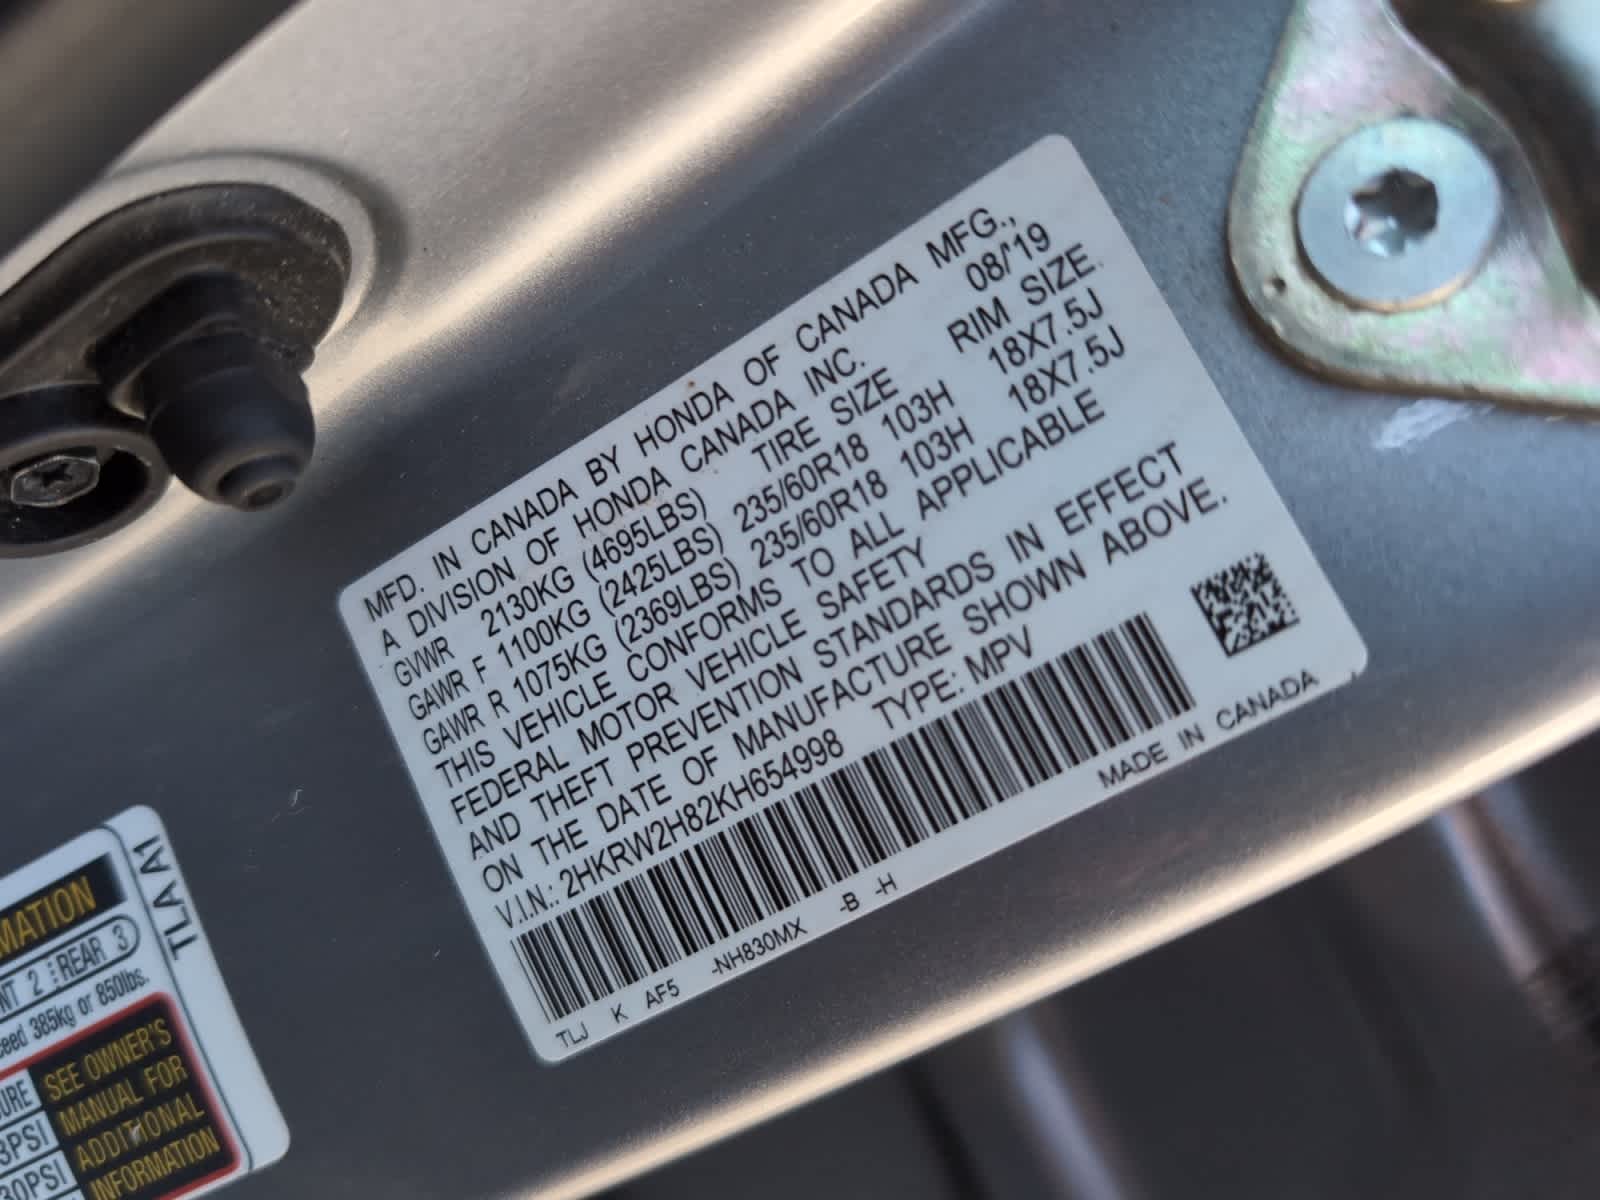 MFD. IN CANADA BY HONDA OF CANADA MFG.,
A DIVISION OF HONDA CANADA INC. 08/'19
GVWR 2130KG (4695LBS) TIRE SIZE RIM SIZE
GAWR F 1100KG (2425LBS) 235/60R18 103H 18X7.5J
GAWR R 1075KG (2369LBS) 235/60R18 103H 18X7.5J
THIS VEHICLE CONFORMS TO ALL APPLICABLE
FEDERAL MOTOR VEHICLE SAFETY
AND THEFT PREVENTION STANDARDS IN EFFECT
ON THE DATE OF MANUFACTURE SHOWN ABOVE.
V.I.N.: 2HKRW2H82KH654998 TYPE: MPV
MADE IN CANADA
TLJ K AF5 -NH830MX -B -H
TLA A1
MATION
NT 2 REAR 3
ceed 385kg or 850lbs.
URE
3PSI
30PSI
SEE OWNER'S
MANUAL FOR
ADDITIONAL
INFORMATION